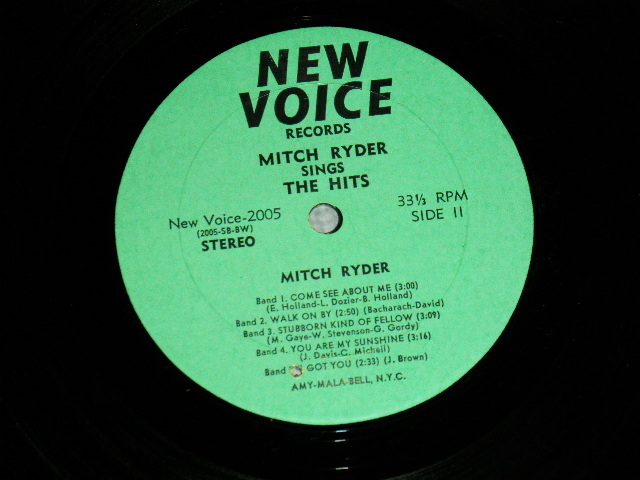 NEW
VOICE
RECORDS
MITCH RYDER
SINGS
THE HITS
New Voice-2005
(2005-SB-BW)
STEREO
33⅓ RPM
SIDE II
MITCH RYDER
Band 1. COME SEE ABOUT ME (3:00)
(E. Holland-L. Dozier-B. Holland)
Band 2. WALK ON BY (2:50) (Bacharach-David)
Band 3. STUBBORN KIND OF FELLOW (3:09)
(M. Gaye-W. Stevenson-G. Gordy)
Band 4. YOU ARE MY SUNSHINE (3:16)
(J. Davis-C. Michell)
Band GOT YOU (2:33) (J. Brown)
AMY-MALA-BELL, N.Y.C.